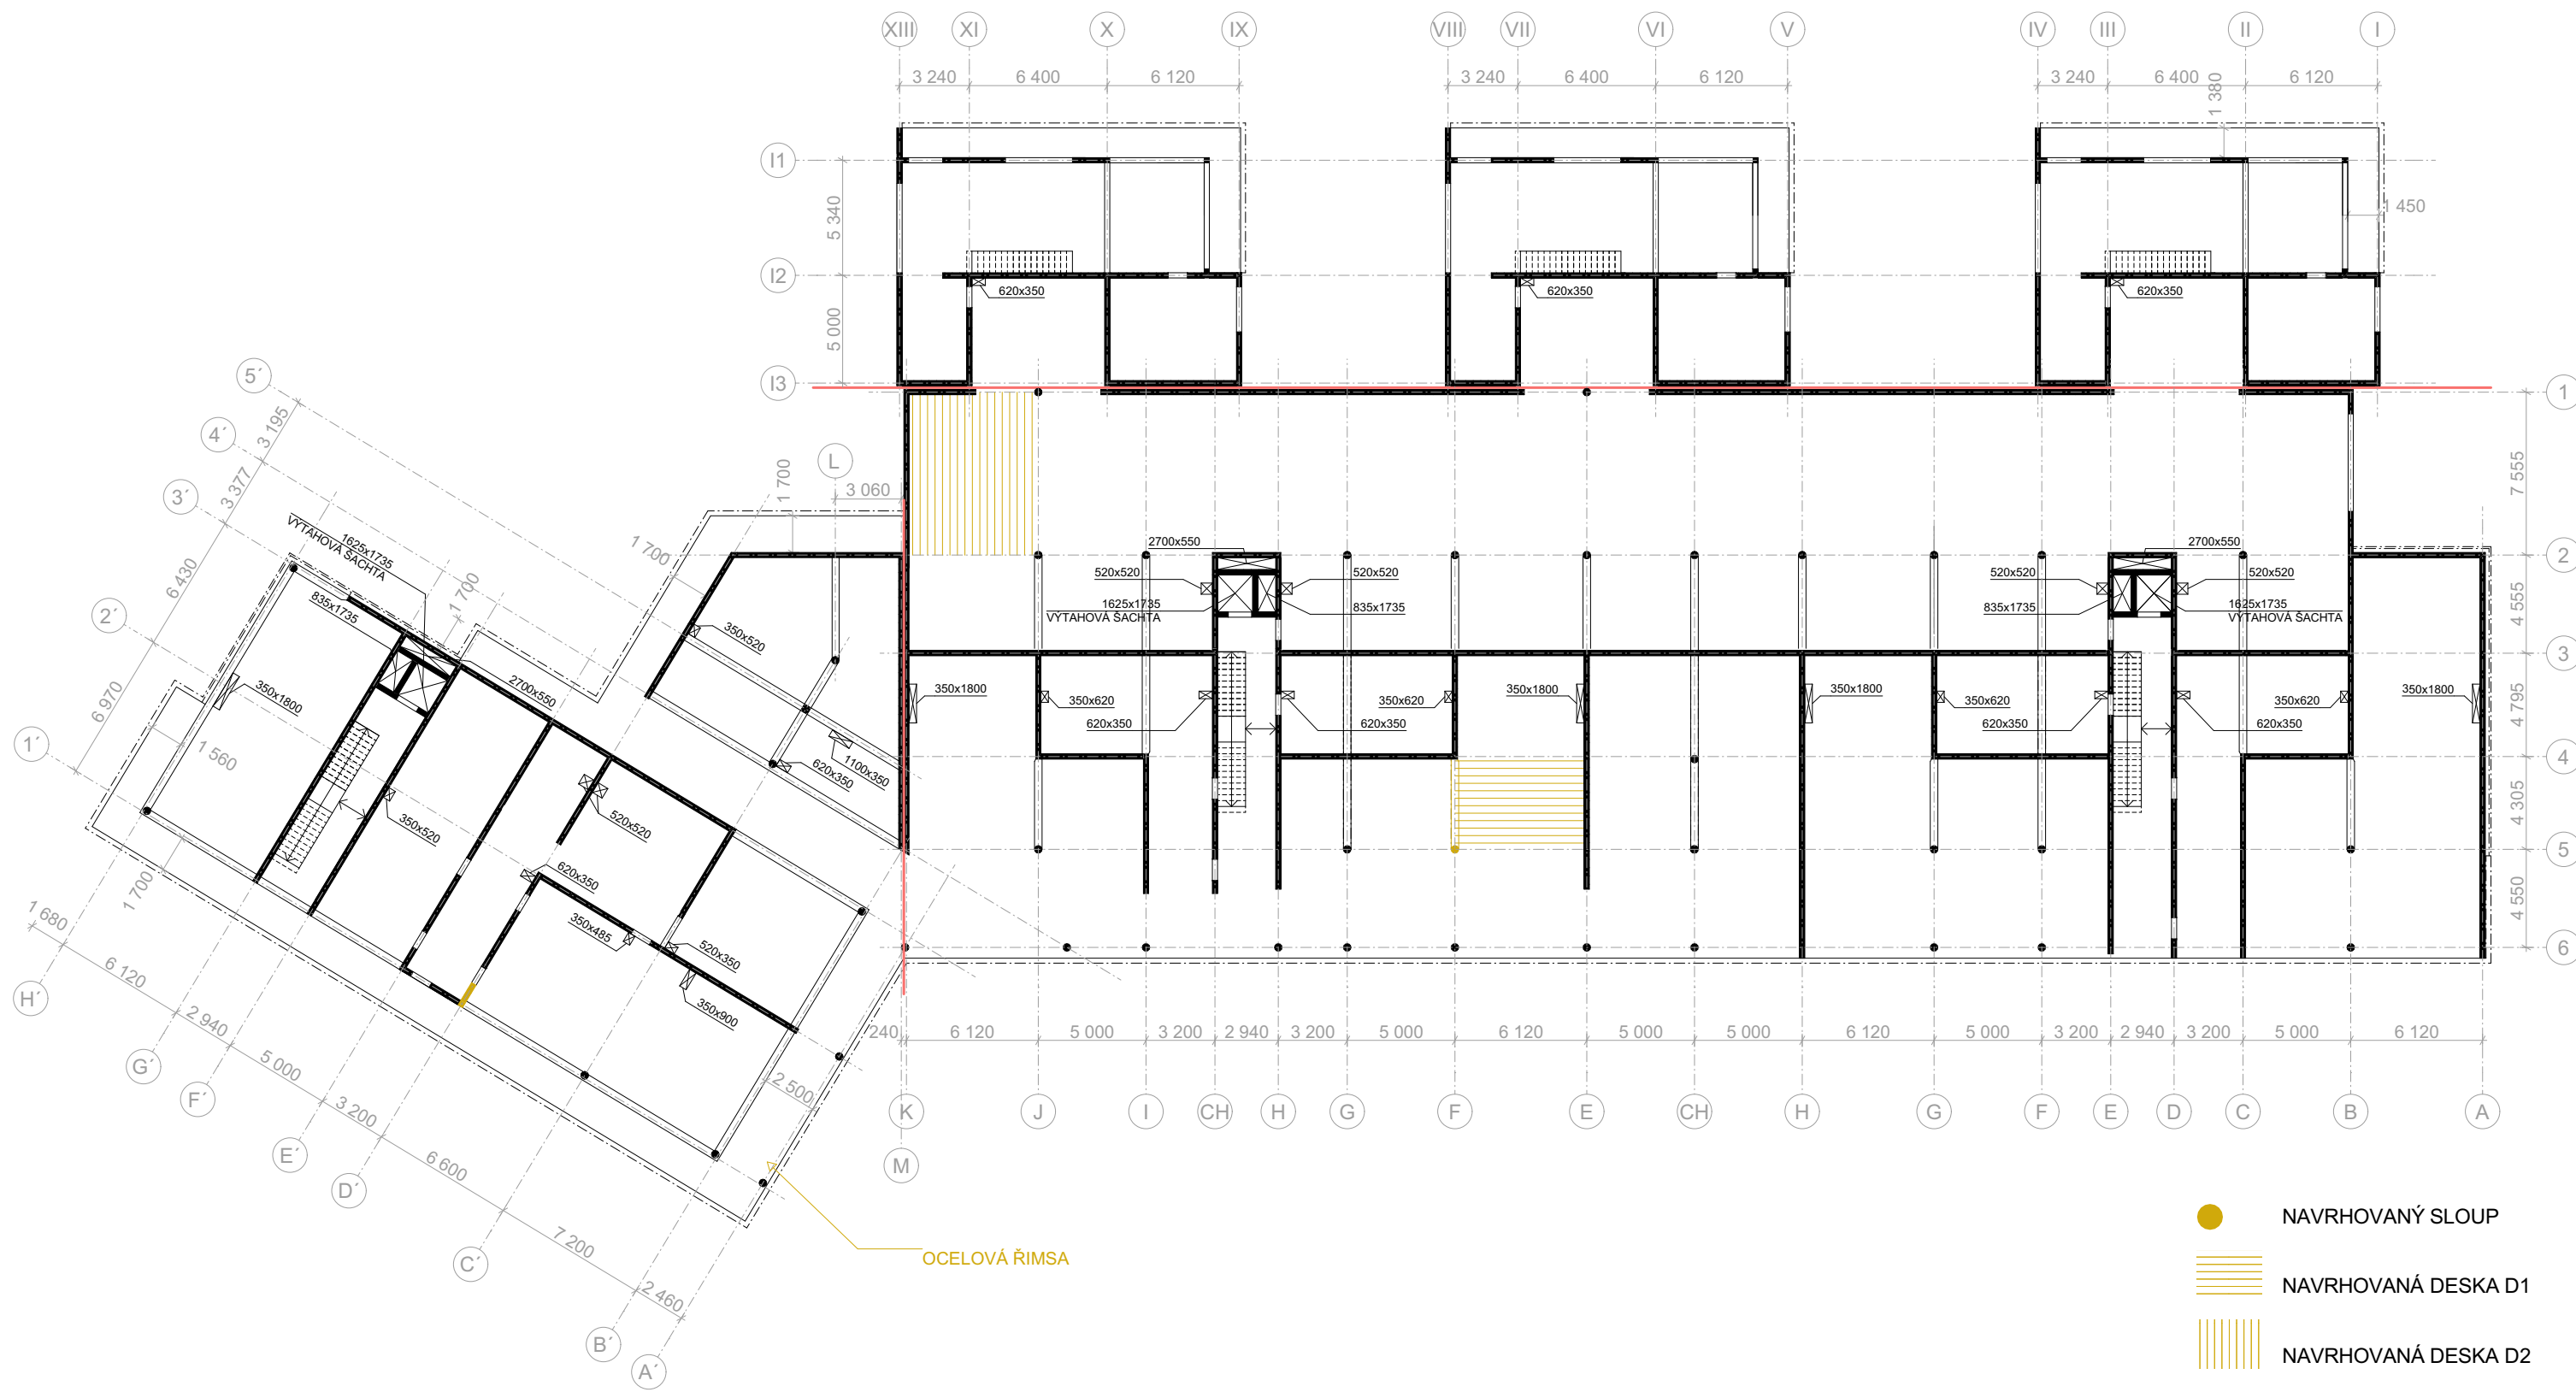 XIII XI X IX VIII VII VI V IV III II I
3 240 6 400 6 120 3 240 6 400 6 120 3 240 6 400 6 120
1 380
I1
5 340
1 450
I2
620x350 620x350 620x350
5 000
I3
5´
1
3 195
4´
3 377
L
7 555
3´
1 700
3 060
VÝTAHOVÁ ŠACHTA
1625x1735
2700x550 2700x550
2
6 430
1 700
520x520 520x520 520x520 520x520
835x1735
1 700
1625x1735 835x1735 835x1735 1625x1735
VÝTAHOVÁ ŠACHTA VÝTAHOVÁ ŠACHTA
4 555
2´
350x520
3
6 970
350x1800
2700x550
350x1800 350x620 350x620 350x1800 350x1800 350x620 350x620 350x1800
4 795
620x350 620x350 620x350 620x350
1´
1 560
1100x350
620x350
4
350x520
520x520
4 305
5
1 700
620x350
4 550
1 680
350x485
520x350
6
6 120
350x900
H´
2 940
240 6 120 5 000 3 200 2 940 3 200 5 000 6 120 5 000 5 000 6 120 5 000 3 200 2 940 3 200 5 000 6 120
G´
5 000
2 500
F´
3 200
K J I CH H G F E CH H G F E D C B A
E´
6 600
M
D´
7 200
C´
2 460
B´
A´
OCELOVÁ ŘIMSA
NAVRHOVANÝ SLOUP
NAVRHOVANÁ DESKA D1
NAVRHOVANÁ DESKA D2